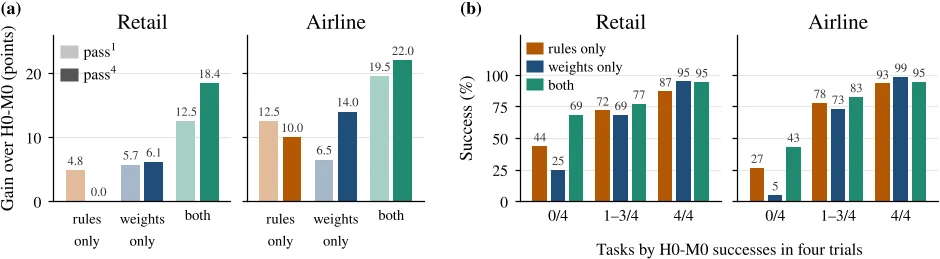 (a)
Retail
Airline
Gain over H0-M0 (points)
0
10
20
pass¹
pass⁴
4.8
0.0
5.7
6.1
12.5
18.4
12.5
10.0
6.5
14.0
19.5
22.0
rules only
weights only
both
rules only
weights only
both
(b)
Retail
Airline
Success (%)
0
25
50
75
100
rules only
weights only
both
44
25
69
72
69
77
87
95
95
27
5
43
78
73
83
93
99
95
0/4
1–3/4
4/4
0/4
1–3/4
4/4
Tasks by H0-M0 successes in four trials